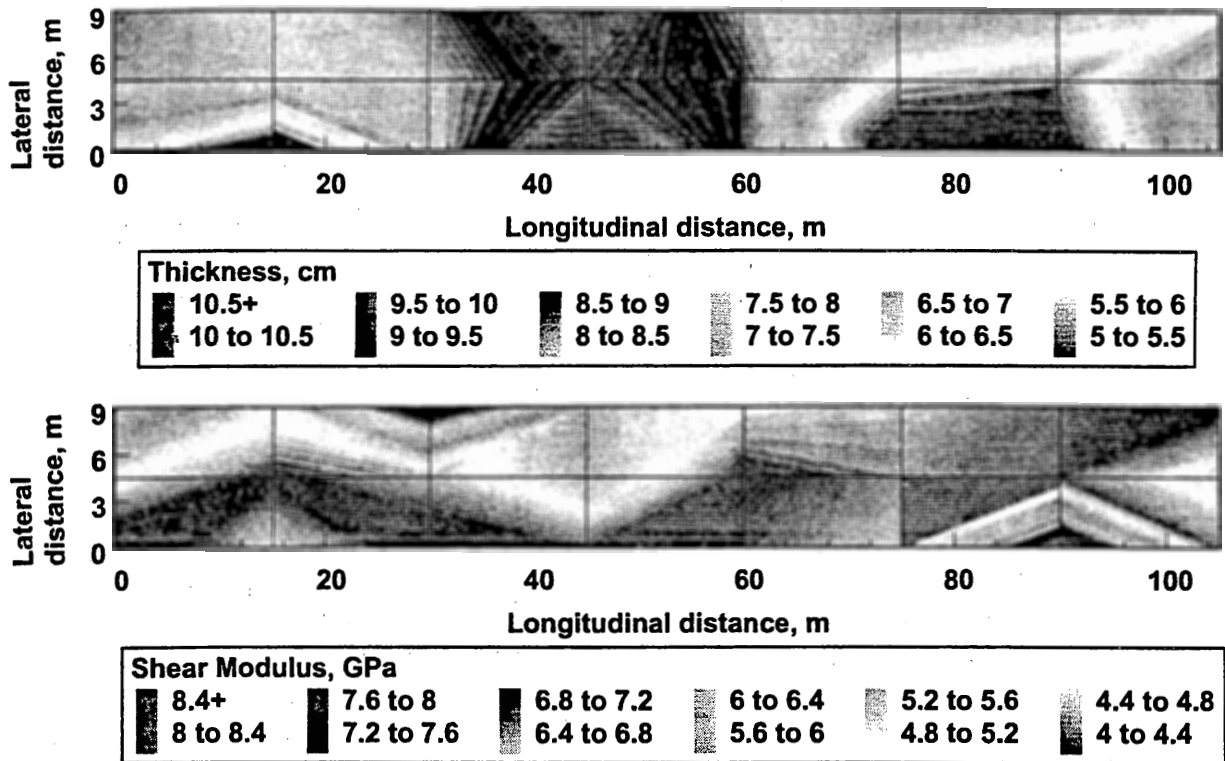 Lateral distance, m
9
6
3
0
0 20 40 60 80 100
Longitudinal distance, m
Thickness, cm
10.5+ 9.5 to 10 8.5 to 9 7.5 to 8 6.5 to 7 5.5 to 6
10 to 10.5 9 to 9.5 8 to 8.5 7 to 7.5 6 to 6.5 5 to 5.5
Lateral distance, m
9
6
3
0
0 20 40 60 80 100
Longitudinal distance, m
Shear Modulus, GPa
8.4+ 7.6 to 8 6.8 to 7.2 6 to 6.4 5.2 to 5.6 4.4 to 4.8
8 to 8.4 7.2 to 7.6 6.4 to 6.8 5.6 to 6 4.8 to 5.2 4 to 4.4